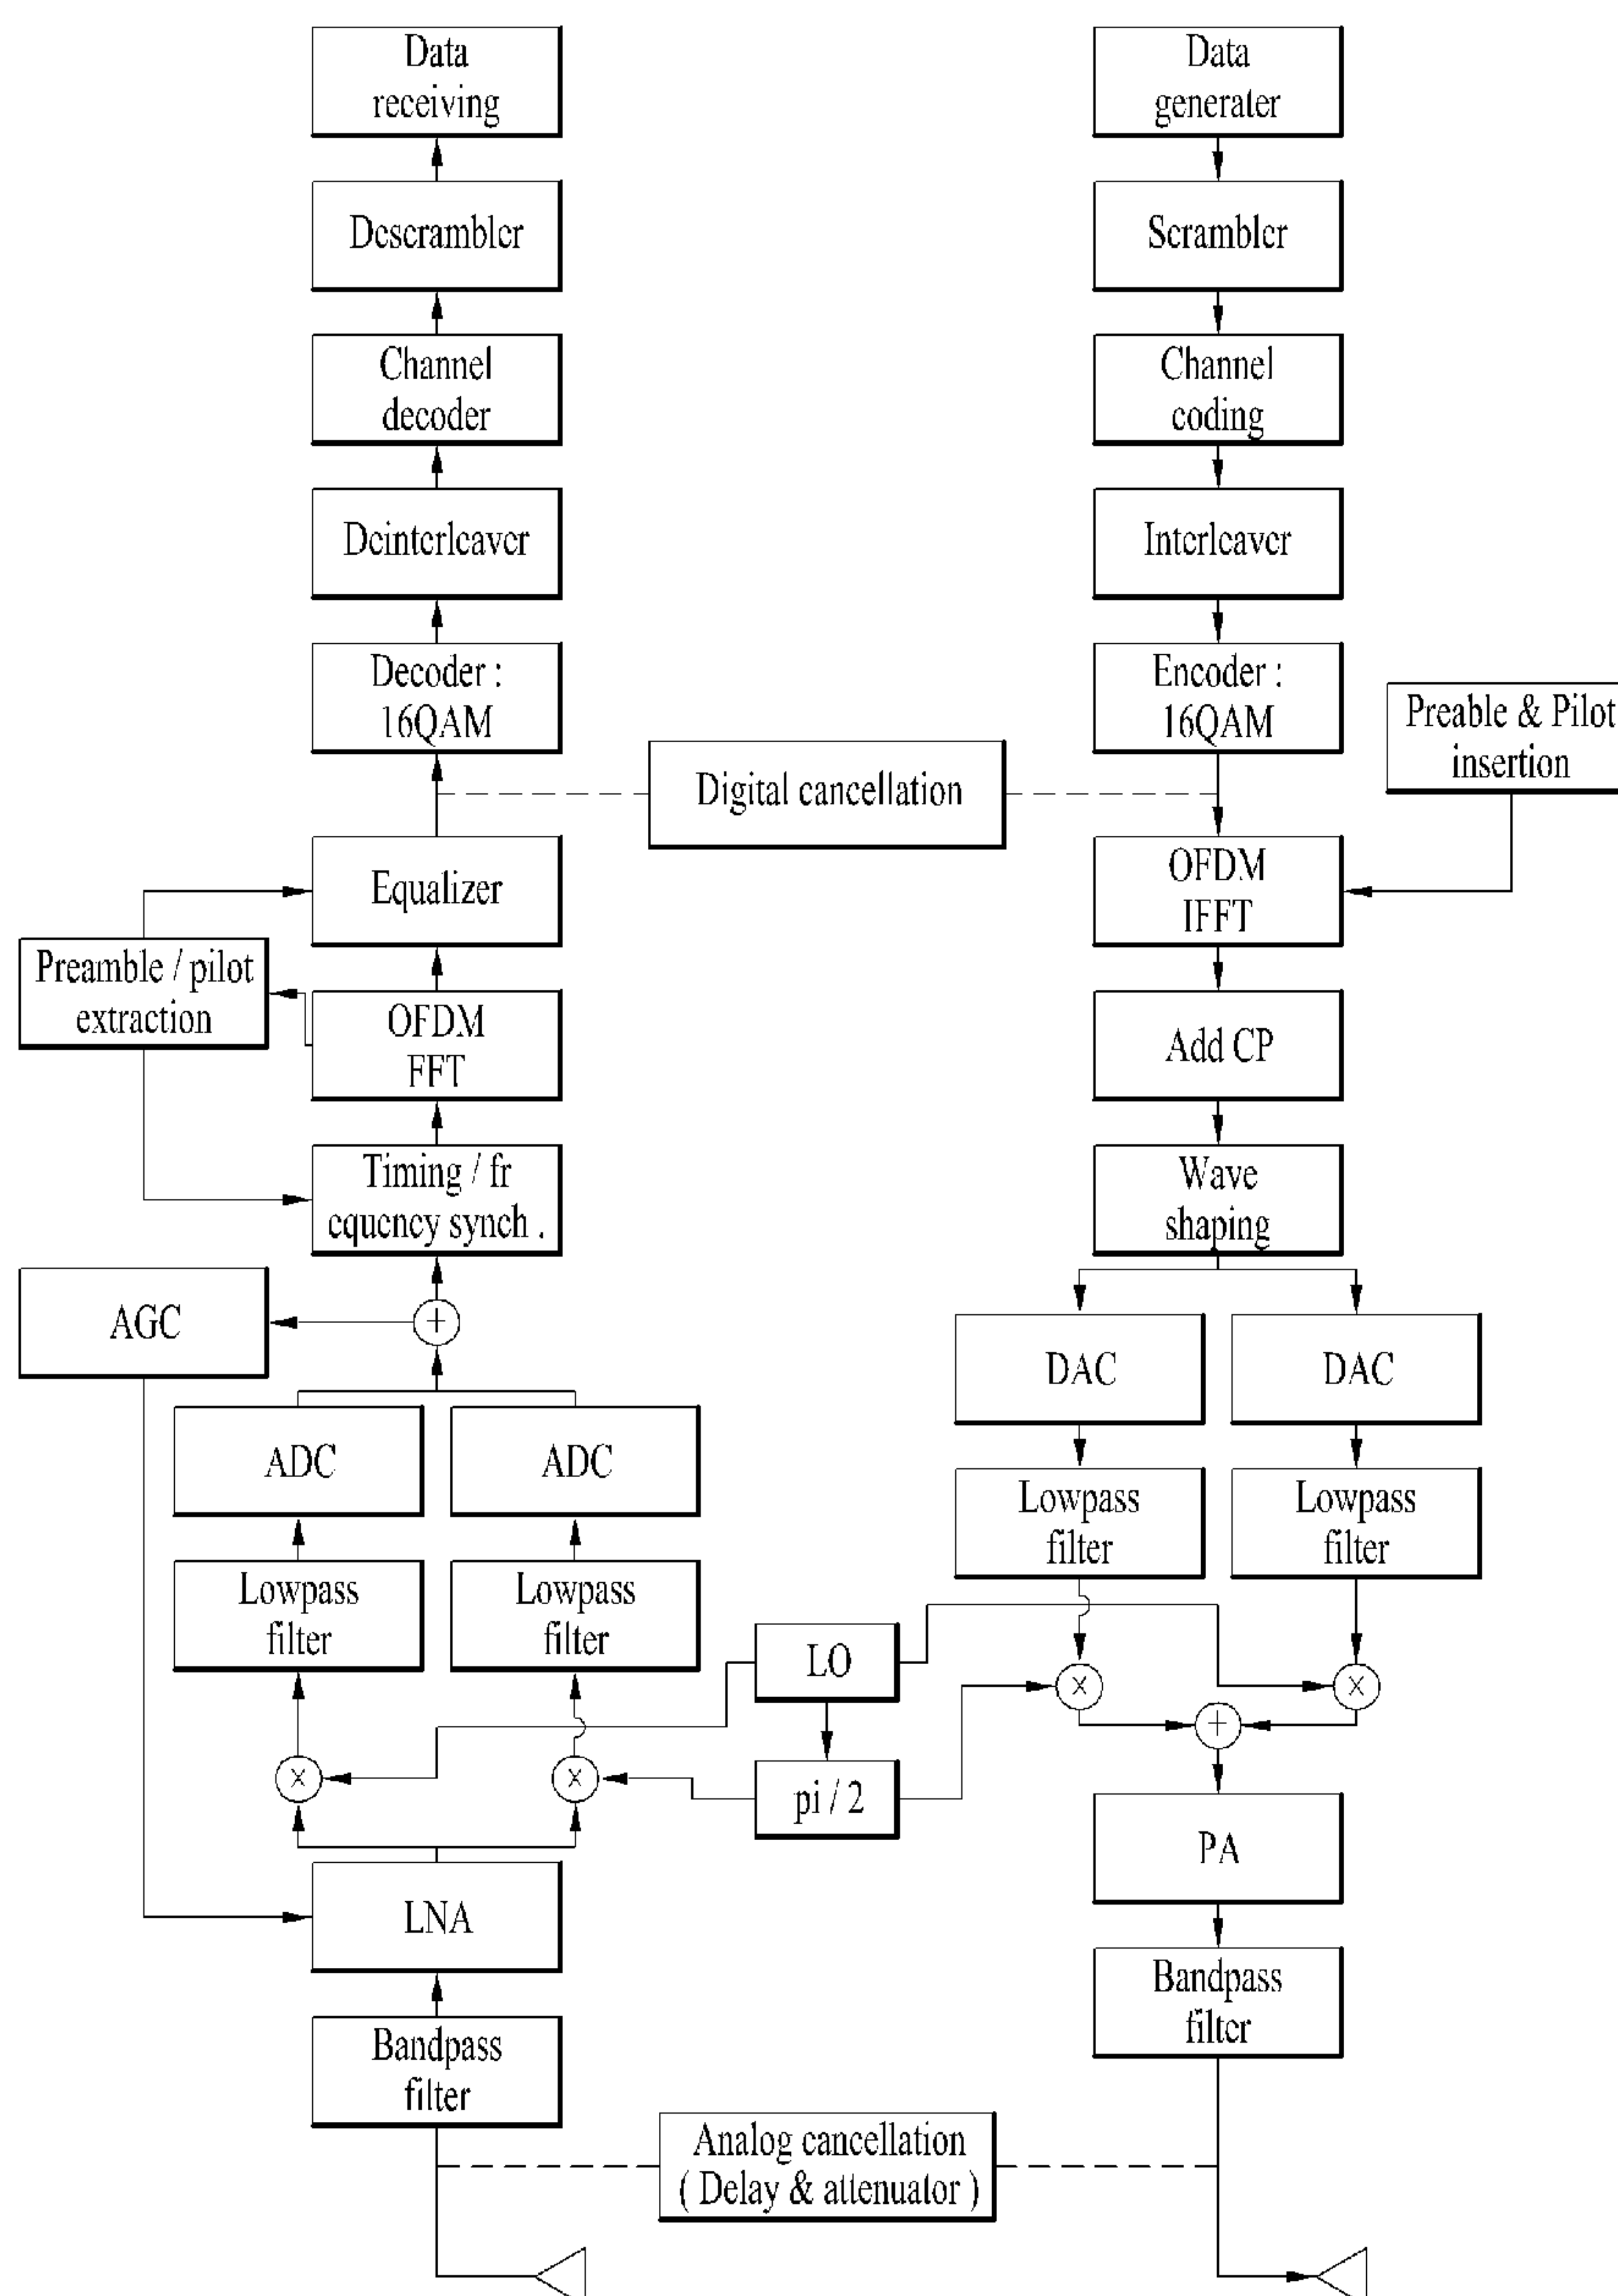 Data
receiving
Descrambler
Channel
decoder
Deinterleaver
Decoder :
16QAM
Equalizer
Preamble / pilot
extraction
OFDM
FFT
Timing / fr
equency synch .
AGC
+
ADC
ADC
Lowpass
filter
Lowpass
filter
X
X
LNA
Bandpass
filter
Digital cancellation
LO
pi / 2
Analog cancellation
( Delay & attenuator )
Data
generater
Scrambler
Channel
coding
Interleaver
Encoder :
16QAM
Preable & Pilot
insertion
OFDM
IFFT
Add CP
Wave
shaping
DAC
DAC
Lowpass
filter
Lowpass
filter
X
X
+
PA
Bandpass
filter